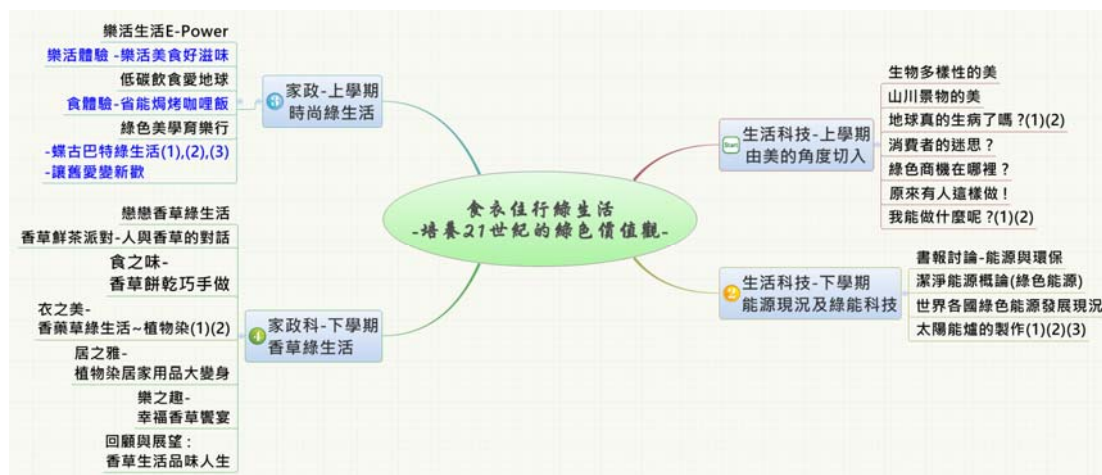 食衣住行綠生活
-培養21世紀的綠色價值觀-
Start
生活科技-上學期
由美的角度切入
生物多樣性的美
山川景物的美
地球真的生病了嗎?(1)(2)
消費者的迷思?
綠色商機在哪裡?
原來有人這樣做!
我能做什麼呢?(1)(2)
2
生活科技-下學期
能源現況及綠能科技
書報討論-能源與環保
潔淨能源概論(綠色能源)
世界各國綠色能源發展現況
太陽能爐的製作(1)(2)(3)
3
家政-上學期
時尚綠生活
樂活生活E-Power
樂活體驗 -樂活美食好滋味
低碳飲食愛地球
食體驗-省能焗烤咖哩飯
綠色美學育樂行
-蝶古巴特綠生活(1),(2),(3)
-讓舊愛變新歡
4
家政科-下學期
香草綠生活
戀戀香草綠生活
香草鮮茶派對-人與香草的對話
食之味-
香草餅乾巧手做
衣之美-
香藥草綠生活~植物染(1)(2)
居之雅-
植物染居家用品大變身
樂之趣-
幸福香草饗宴
回顧與展望:
香草生活品味人生